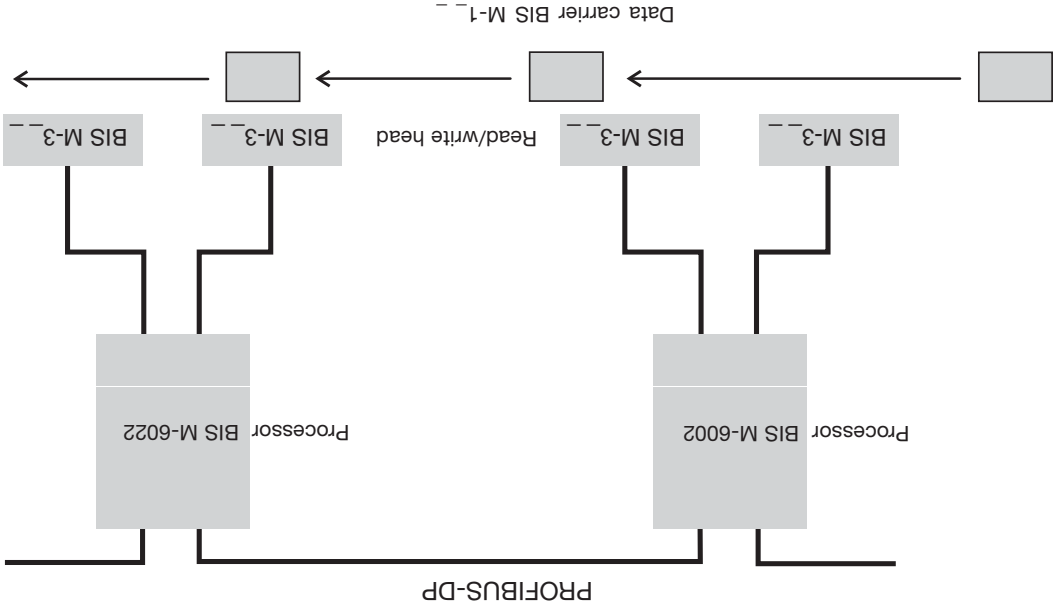 PROFIBUS-DP
Processor BIS M-6002
Processor BIS M-6022
BIS M-3_ _
BIS M-3_ _
Read/write head
BIS M-3_ _
BIS M-3_ _
Data carrier BIS M-1_ _